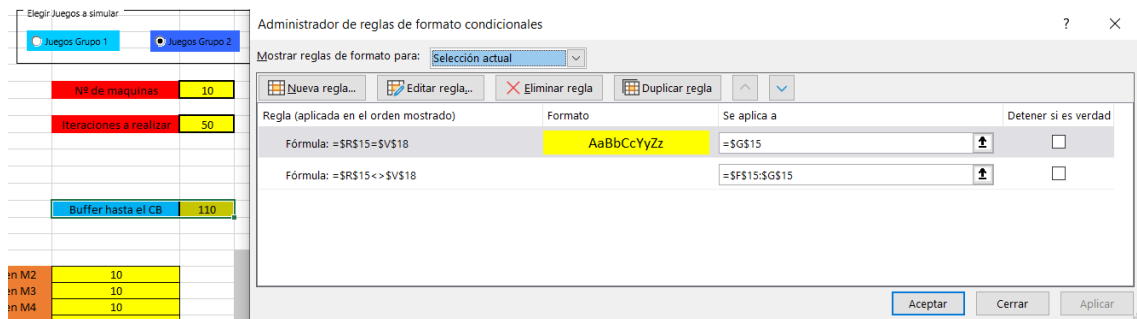 Elegir Juegos a simular
Juegos Grupo 1
Juegos Grupo 2
Nº de maquinas 10
Iteraciones a realizar 50
Buffer hasta el CB 110
en M2 10
en M3 10
en M4 10
Administrador de reglas de formato condicionales
? ×
Mostrar reglas de formato para: Selección actual
Nueva regla... Editar regla... Eliminar regla Duplicar regla
Regla (aplicada en el orden mostrado) Formato Se aplica a Detener si es verdad
Fórmula: =$R$15=$V$18 AaBbCcYyZz =$G$15
Fórmula: =$R$15<>$V$18 =$F$15:$G$15
Aceptar Cerrar Aplicar